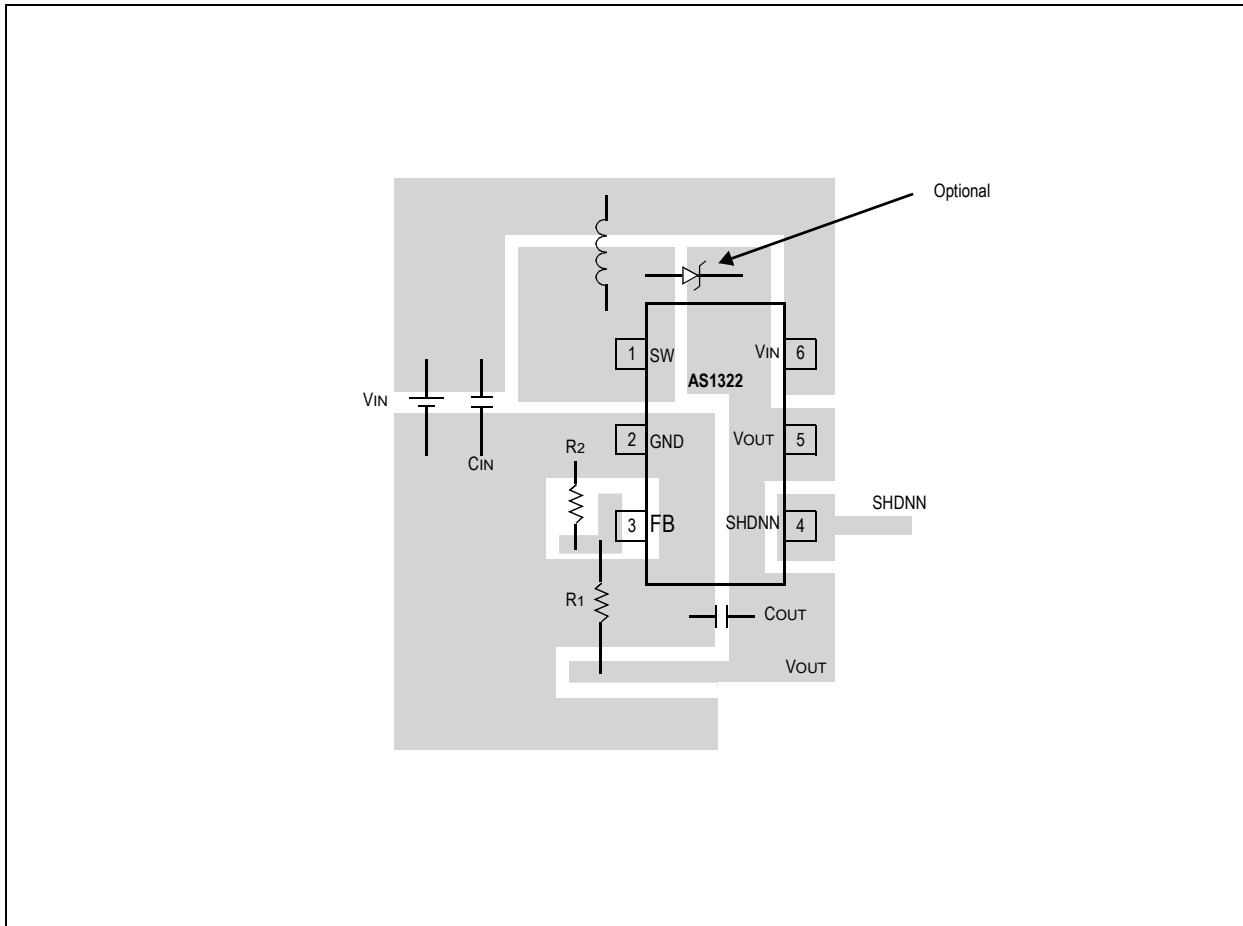 Optional
1 SW
VIN 6
AS1322
VIN
CIN
2 GND
VOUT 5
R2
3 FB
SHDNN 4
SHDNN
R1
COUT
VOUT